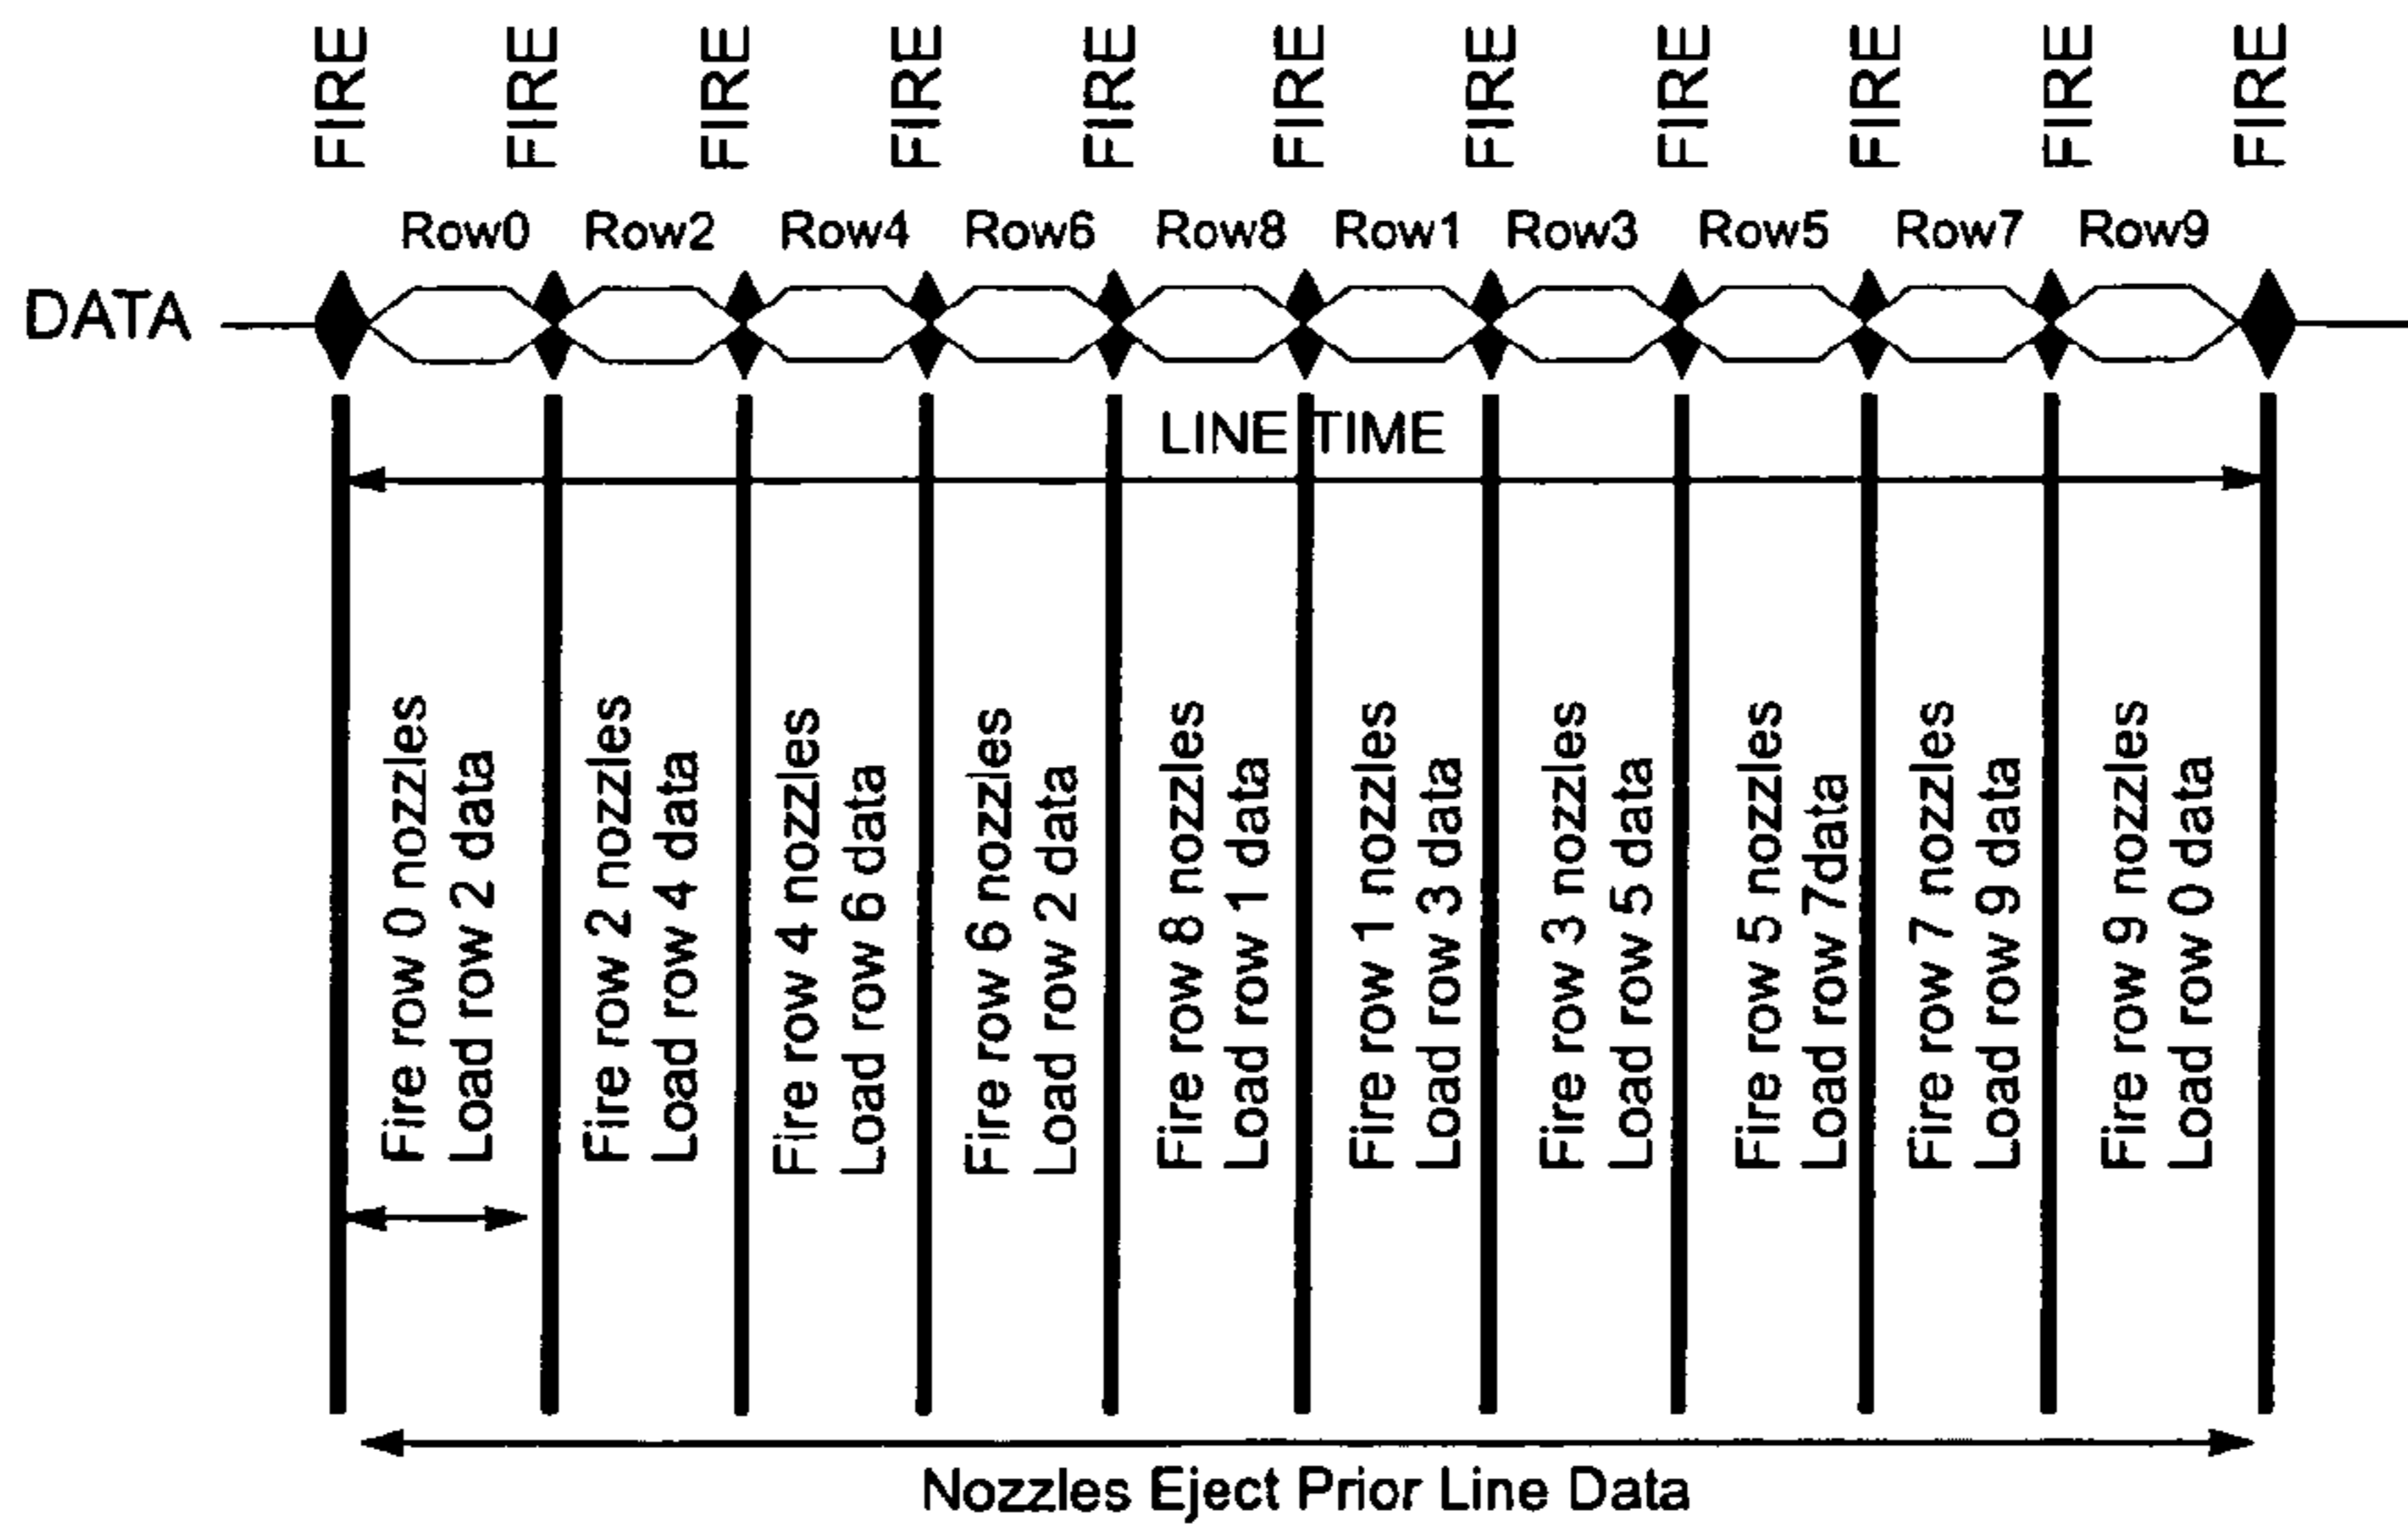 FIRE
FIRE
FIRE
FIRE
FIRE
FIRE
FIRE
FIRE
FIRE
FIRE
FIRE
Row0
Row2
Row4
Row6
Row8
Row1
Row3
Row5
Row7
Row9
DATA
LINE TIME
Fire row 0 nozzles
Load row 2 data
Fire row 2 nozzles
Load row 4 data
Fire row 4 nozzles
Load row 6 data
Fire row 6 nozzles
Load row 2 data
Fire row 8 nozzles
Load row 1 data
Fire row 1 nozzles
Load row 3 data
Fire row 3 nozzles
Load row 5 data
Fire row 5 nozzles
Load row 7data
Fire row 7 nozzles
Load row 9 data
Fire row 9 nozzles
Load row 0 data
Nozzles Eject Prior Line Data